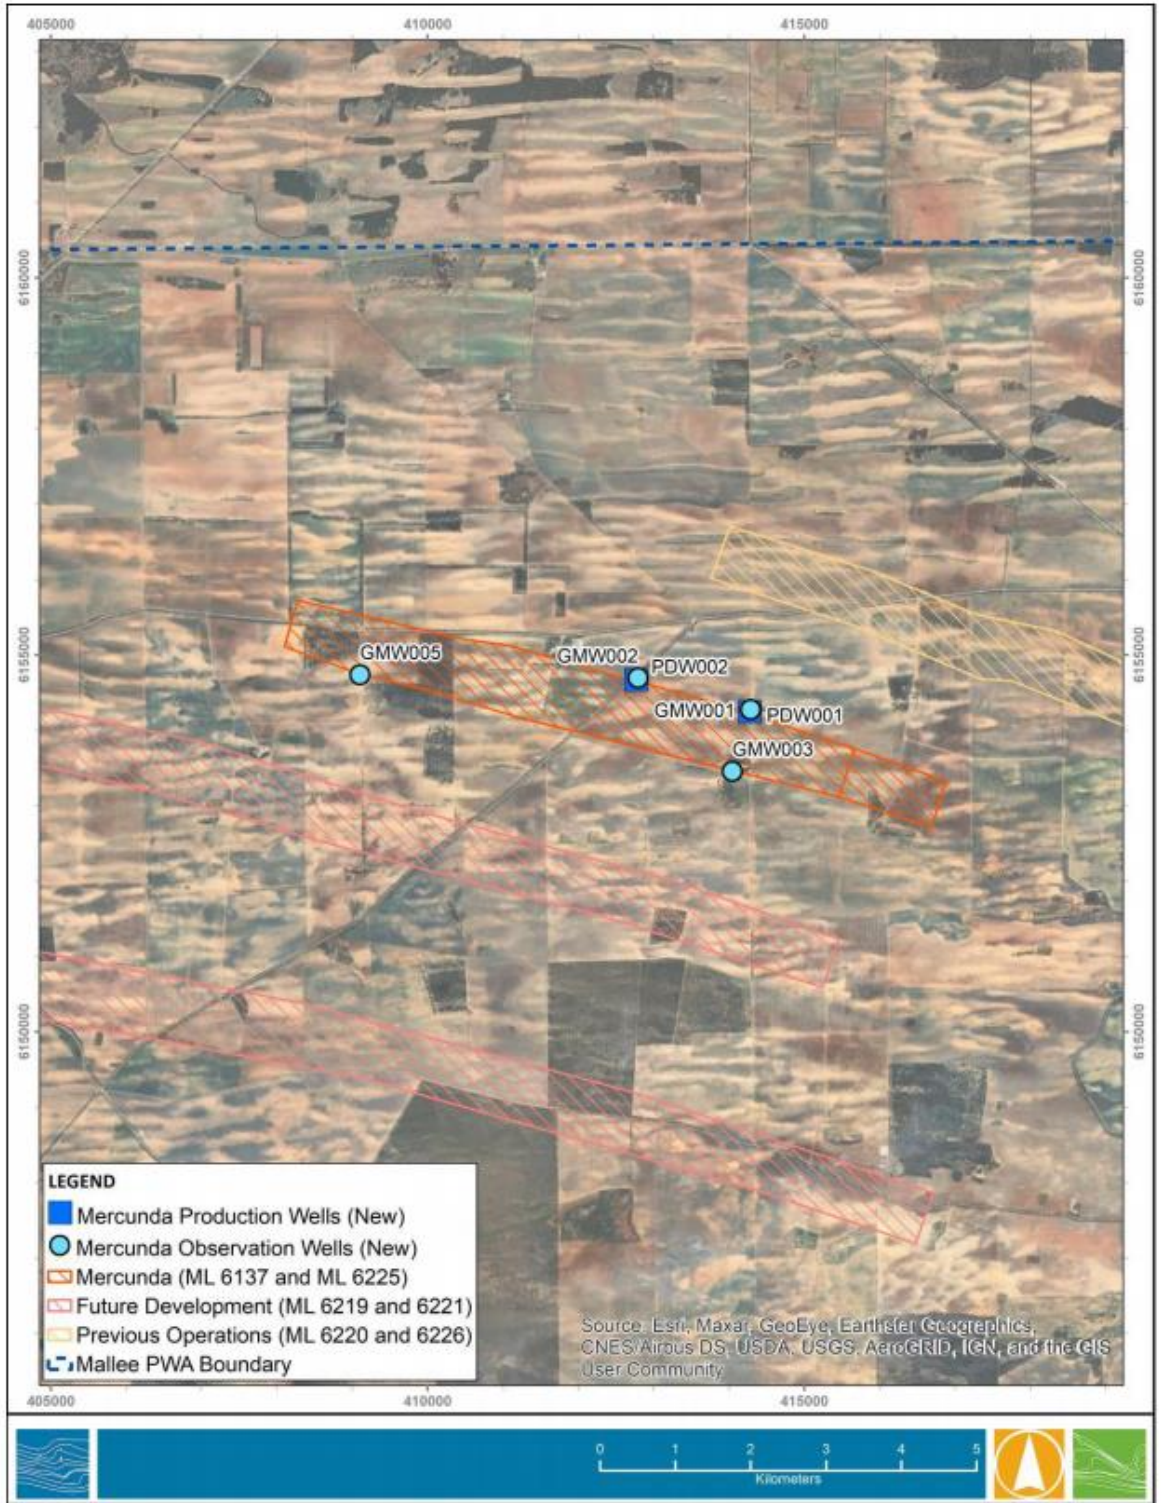 405000 410000 415000
6160000 6160000
GMW005
GMW002 PDW002
6155000 6155000
GMW001 PDW001
GMW003
6150000 6150000
LEGEND
Mercunda Production Wells (New)
Mercunda Observation Wells (New)
Mercunda (ML 6137 and ML 6225)
Future Development (ML 6219 and 6221)
Previous Operations (ML 6220 and 6226)
Mallee PWA Boundary
Source: Esri, Maxar, GeoEye, Earthstar Geographics,
CNES/Airbus DS, USDA, USGS, AeroGRID, IGN, and the GIS
User Community
405000 410000 415000
0 1 2 3 4 5
Kilometers